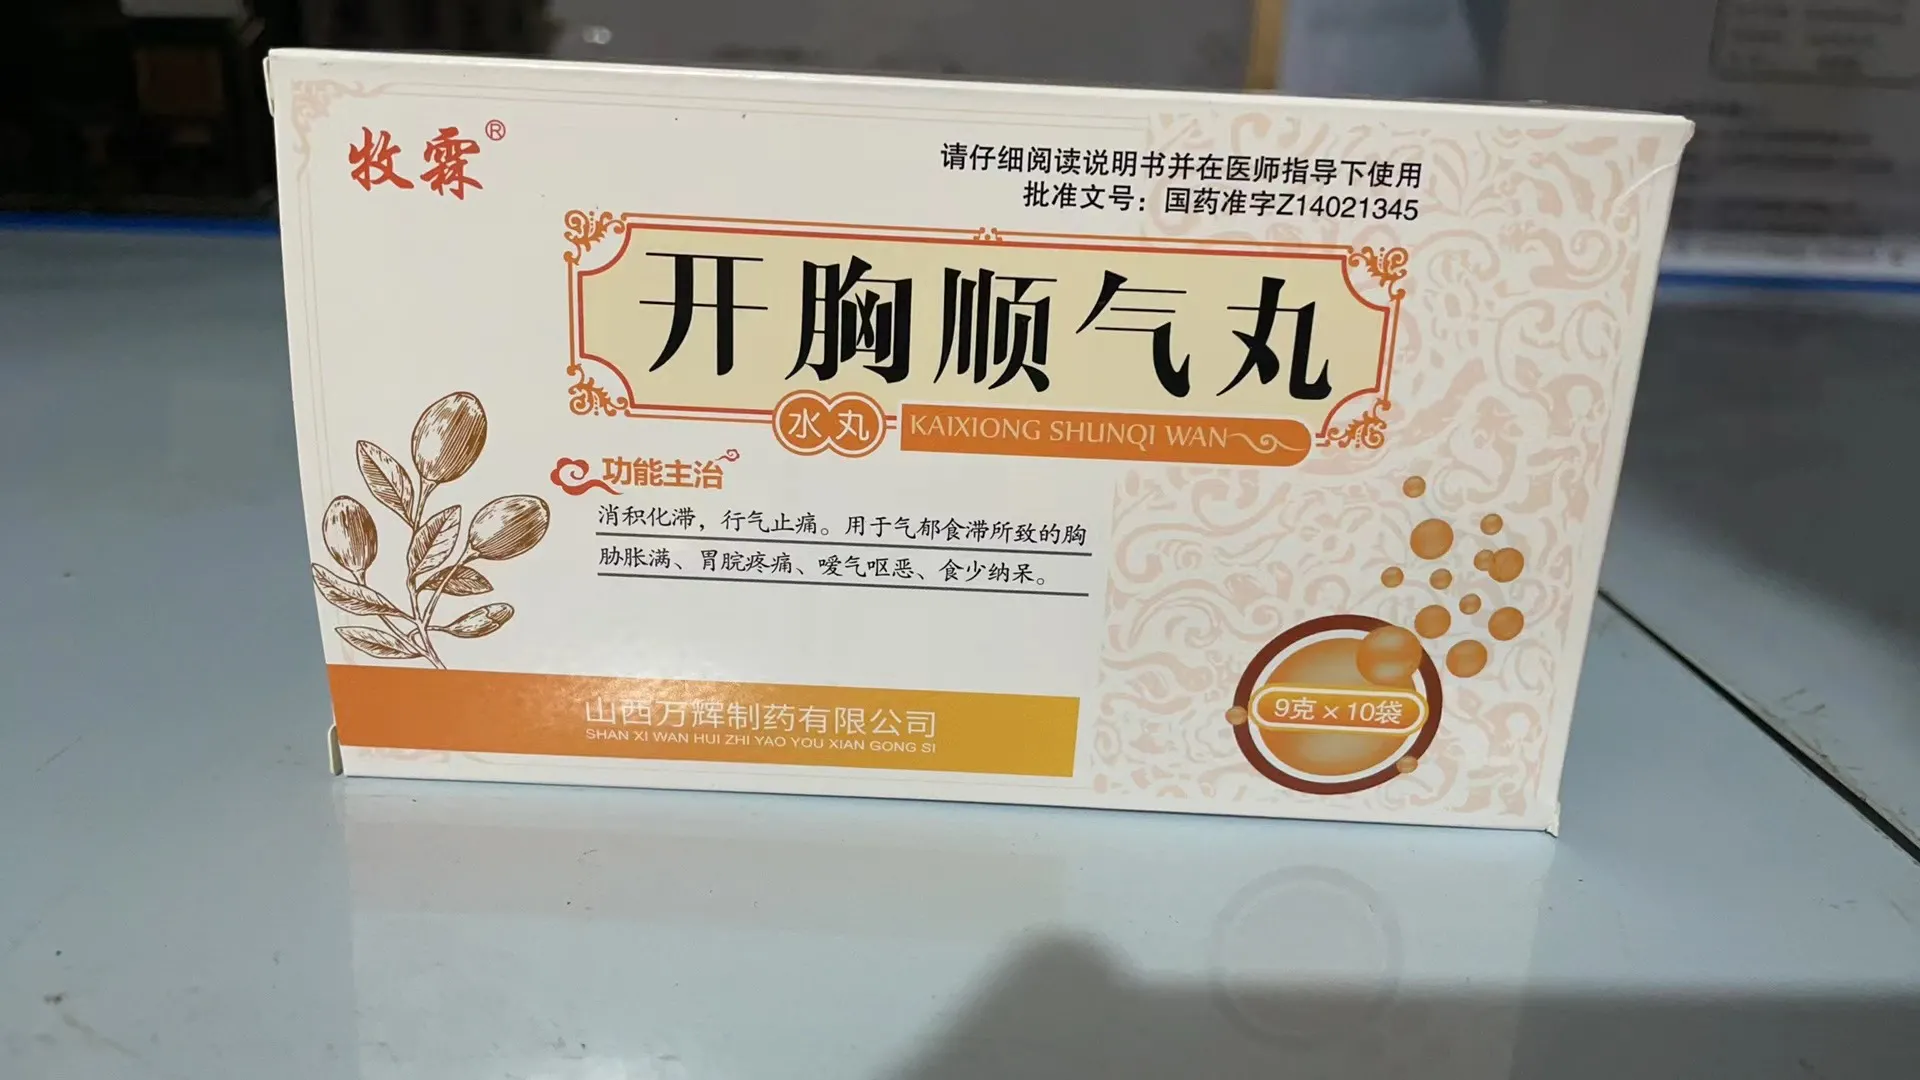 牧霖®
请仔细阅读说明书并在医师指导下使用
批准文号：国药准字Z14021345
开胸顺气丸
水丸 KAIXIONG SHUNQI WAN
功能主治
消积化滞，行气止痛。用于气郁食滞所致的胸
胁胀满、胃脘疼痛、嗳气呕恶、食少纳呆。
山西万辉制药有限公司
SHAN XI WAN HUI ZHI YAO YOU XIAN GONG SI
9克×10袋